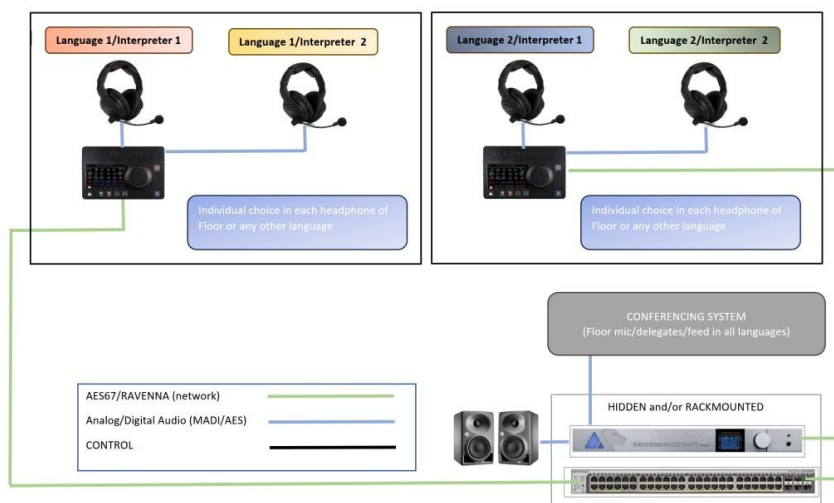 Language 1/Interpreter 1
Language 1/Interpreter 2
Language 2/Interpreter 1
Language 2/Interpreter 2
Individual choice in each headphone of
Floor or any other language
Individual choice in each headphone of
Floor or any other language
CONFERENCING SYSTEM
(Floor mic/delegates/feed in all languages)
AES67/RAVENNA (network)
Analog/Digital Audio (MADI/AES)
CONTROL
HIDDEN and/or RACKMOUNTED
MERGING